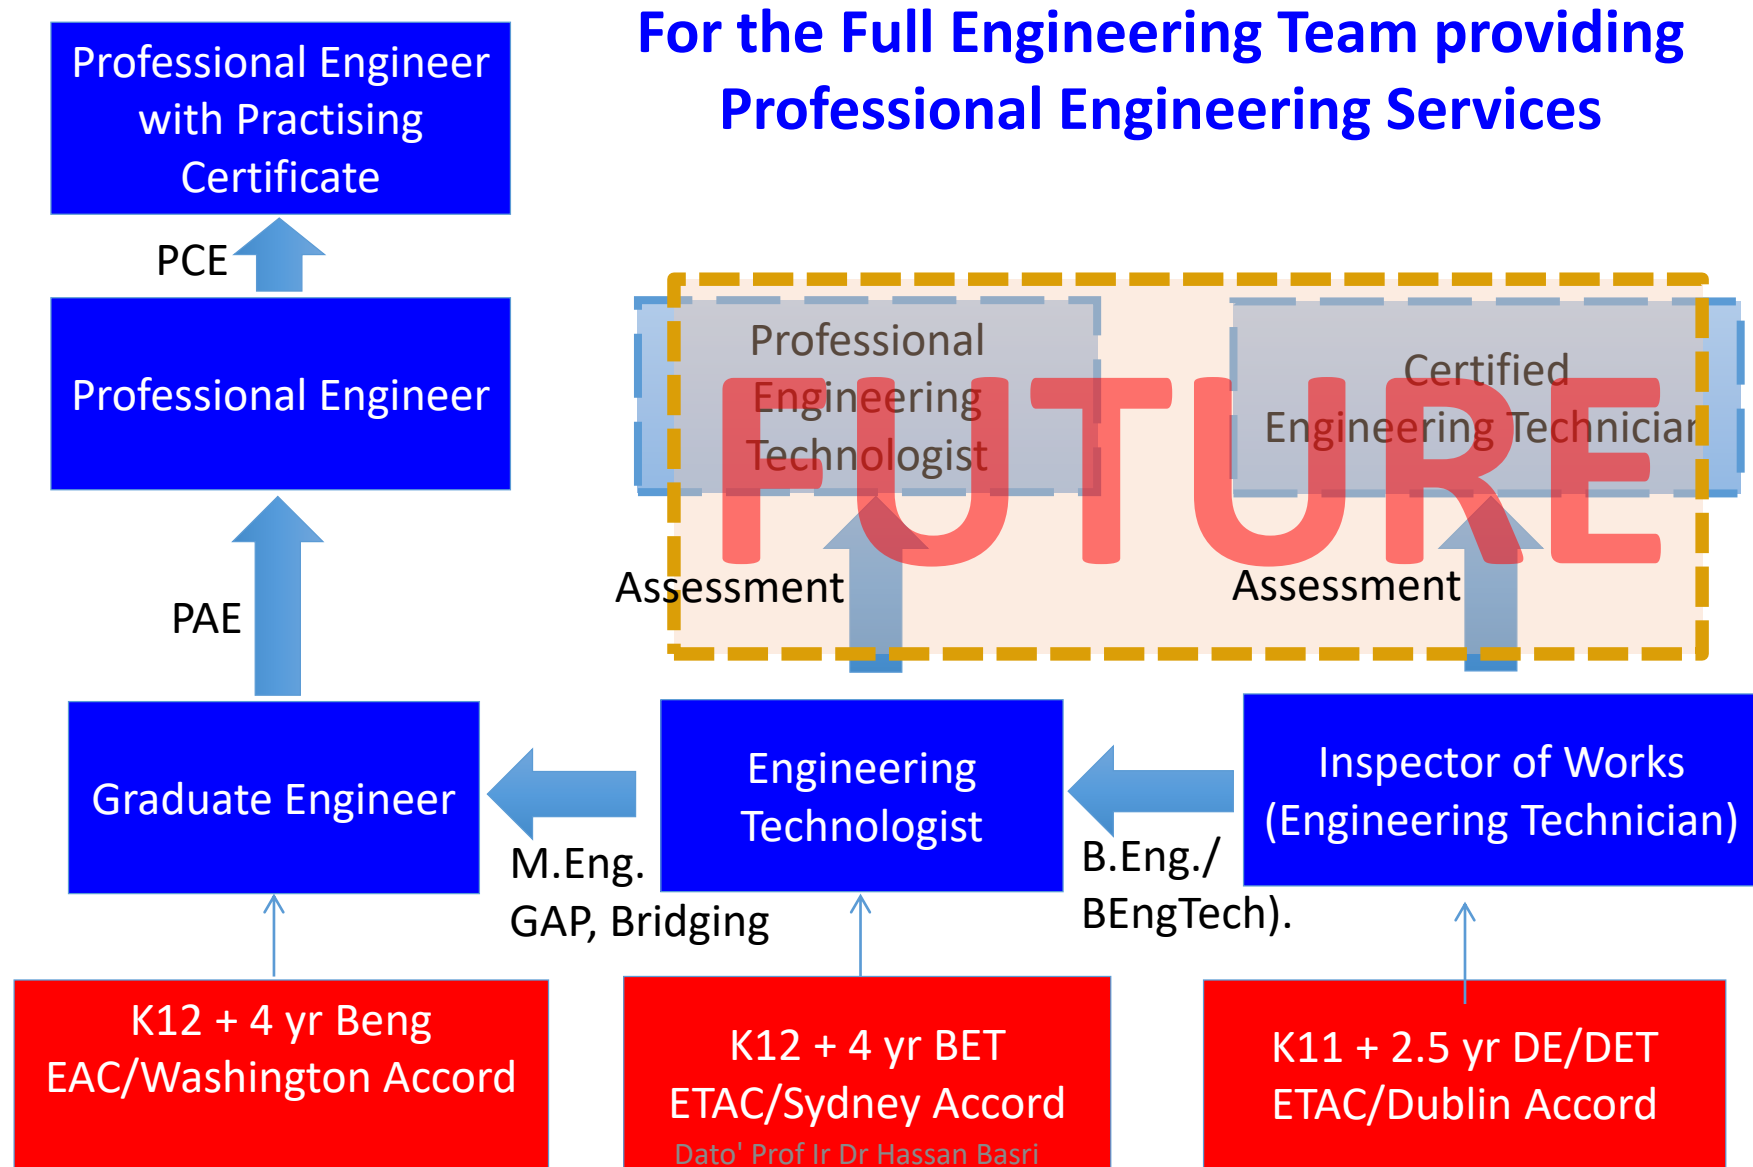 For the Full Engineering Team providing
Professional Engineering Services
Professional Engineer
with Practising
Certificate
PCE
Professional Engineer
PAE
Graduate Engineer
Professional
Engineering
Technologist
Certified
Engineering Technician
FUTURE
Assessment
Assessment
Engineering
Technologist
Inspector of Works
(Engineering Technician)
M.Eng.
GAP, Bridging
B.Eng./
BEngTech).
K12 + 4 yr Beng
EAC/Washington Accord
K12 + 4 yr BET
ETAC/Sydney Accord
K11 + 2.5 yr DE/DET
ETAC/Dublin Accord
Dato' Prof Ir Dr Hassan Basri